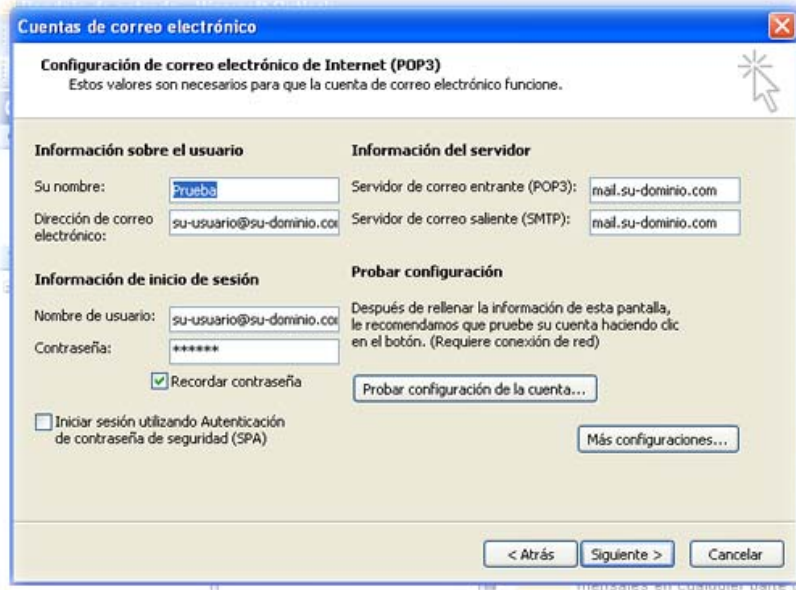 Cuentas de correo electrónico
Configuración de correo electrónico de Internet (POP3)
Estos valores son necesarios para que la cuenta de correo electrónico funcione.
Información sobre el usuario
Su nombre:
Prueba
Dirección de correo
electrónico:
su-usuario@su-dominio.co
Información del servidor
Servidor de correo entrante (POP3):
mail.su-dominio.com
Servidor de correo saliente (SMTP):
mail.su-dominio.com
Información de inicio de sesión
Nombre de usuario:
su-usuario@su-dominio.co
Contraseña:
******
Recordar contraseña
Iniciar sesión utilizando Autenticación
de contraseña de seguridad (SPA)
Probar configuración
Después de rellenar la información de esta pantalla,
le recomendamos que pruebe su cuenta haciendo clic
en el botón. (Requiere conexión de red)
Probar configuración de la cuenta...
Más configuraciones...
< Atrás
Siguiente >
Cancelar